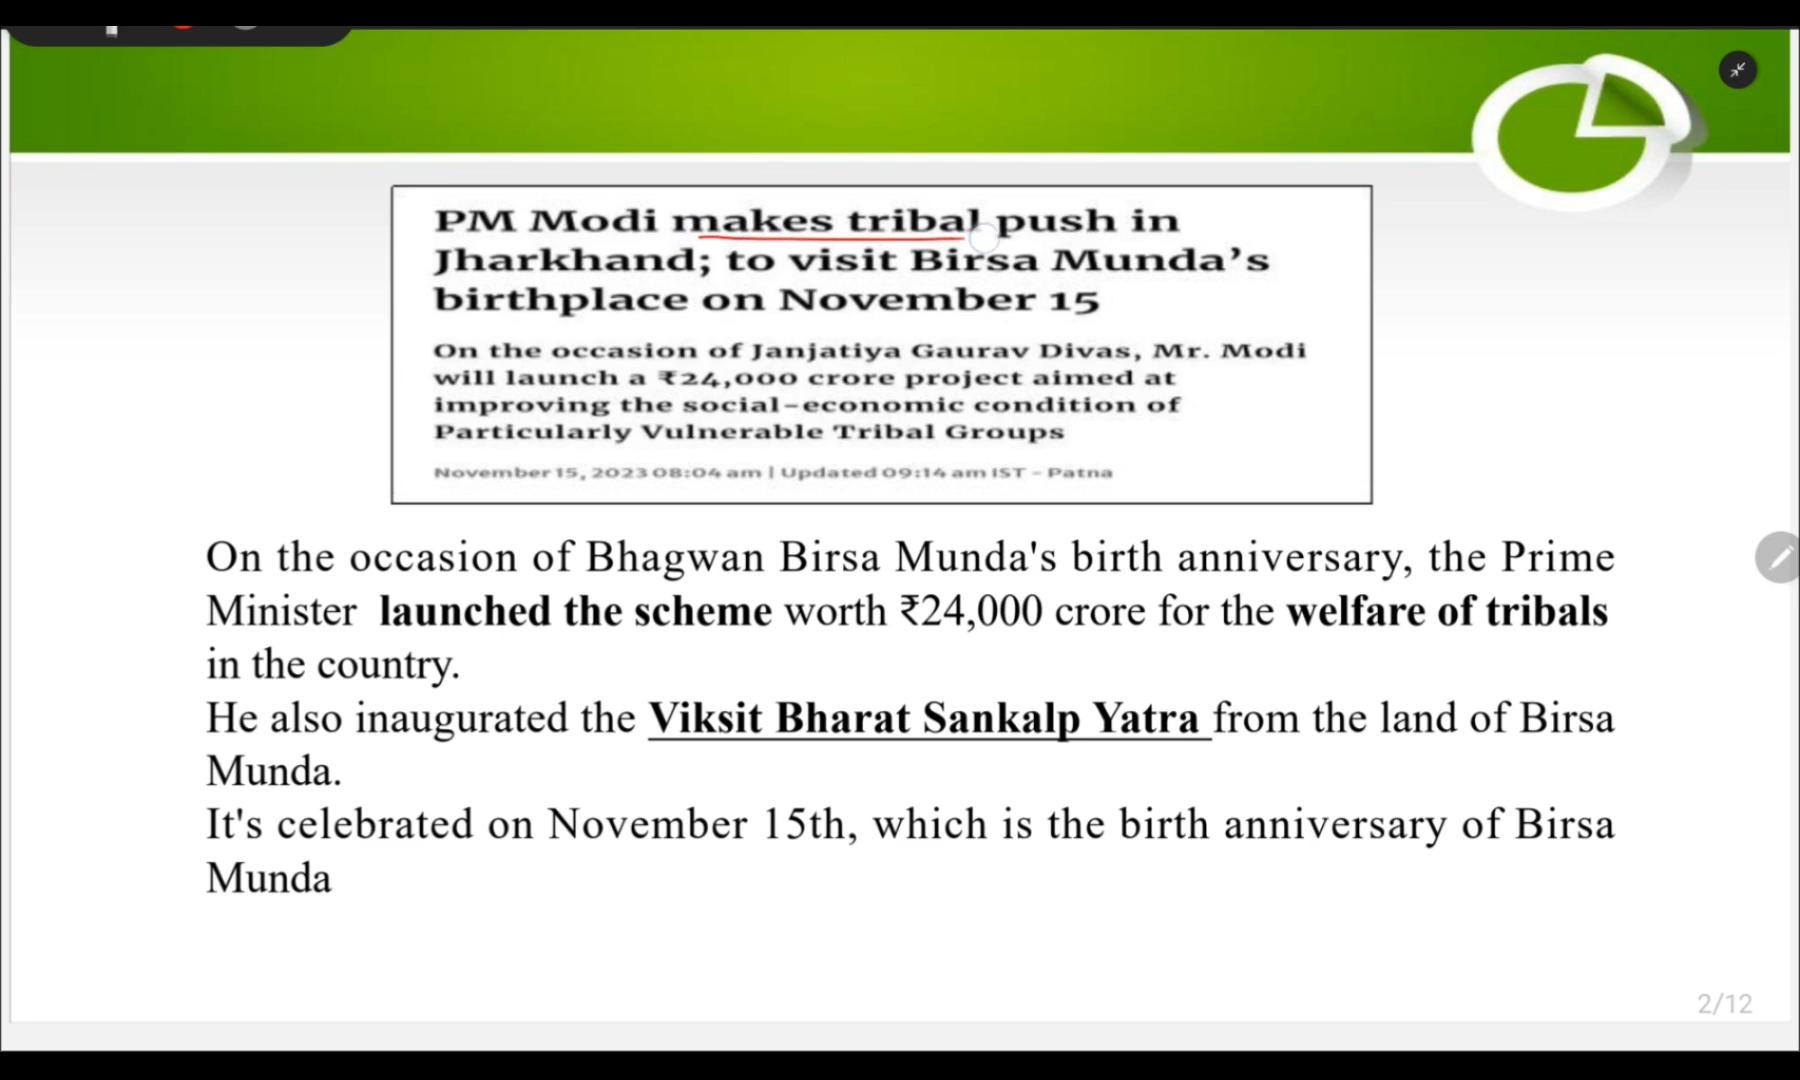 PM Modi makes tribal push in
Jharkhand; to visit Birsa Munda's
birthplace on November 15
On the occasion of Janjatiya Gaurav Divas, Mr. Modi
will launch a ₹24,000 crore project aimed at
improving the social-economic condition of
Particularly Vulnerable Tribal Groups
November 15, 2023 08:04 am | Updated 09:14 am IST - Patna
On the occasion of Bhagwan Birsa Munda's birth anniversary, the Prime
Minister launched the scheme worth ₹24,000 crore for the welfare of tribals
in the country.
He also inaugurated the Viksit Bharat Sankalp Yatra from the land of Birsa
Munda.
It's celebrated on November 15th, which is the birth anniversary of Birsa
Munda
2/12